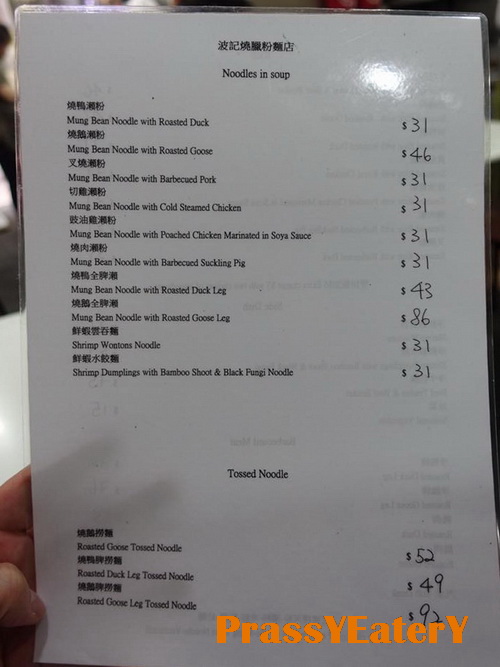 波記燒臘粉麵店
Noodles in soup
燒鴨瀨粉
Mung Bean Noodle with Roasted Duck $31
燒鵝瀨粉
Mung Bean Noodle with Roasted Goose $46
叉燒瀨粉
Mung Bean Noodle with Barbecued Pork $31
切雞瀨粉
Mung Bean Noodle with Cold Steamed Chicken $31
豉油雞瀨粉
Mung Bean Noodle with Poached Chicken Marinated in Soya Sauce $31
燒肉瀨粉
Mung Bean Noodle with Barbecued Suckling Pig $31
燒鴨全脾瀨
Mung Bean Noodle with Roasted Duck Leg $43
燒鵝全脾瀨
Mung Bean Noodle with Roasted Goose Leg $86
鮮蝦雲吞麵
Shrimp Wontons Noodle $31
鮮蝦水餃麵
Shrimp Dumplings with Bamboo Shoot & Black Fungi Noodle $31
Tossed Noodle
燒鵝撈麵
Roasted Goose Tossed Noodle $52
燒鴨脾撈麵
Roasted Duck Leg Tossed Noodle $49
燒鵝脾撈麵
Roasted Goose Leg Tossed Noodle $92
PrassYEaterY